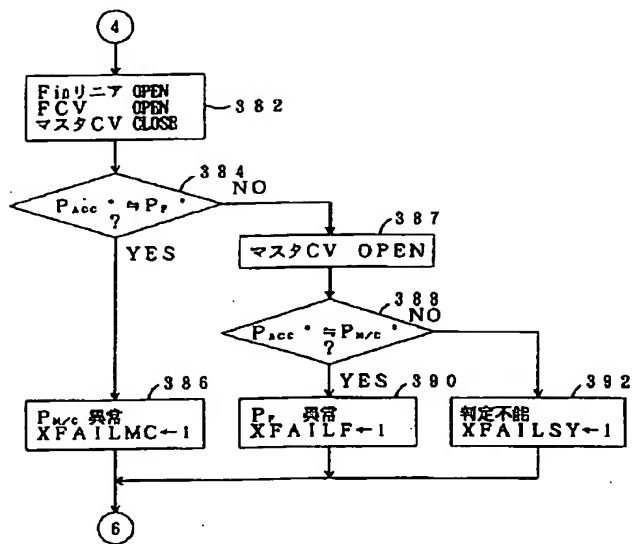 4
Finリニア OPEN
FCV OPEN
マスタCV CLOSE
382
384
PACC* ≒ PF*
?
NO
YES
387
マスタCV OPEN
388
PACC* ≒ PM/C*
?
NO
YES
386
PM/C 異常
XFAILMC←1
390
PF 異常
XFAILF←1
392
判定不能
XFAILSY←1
6